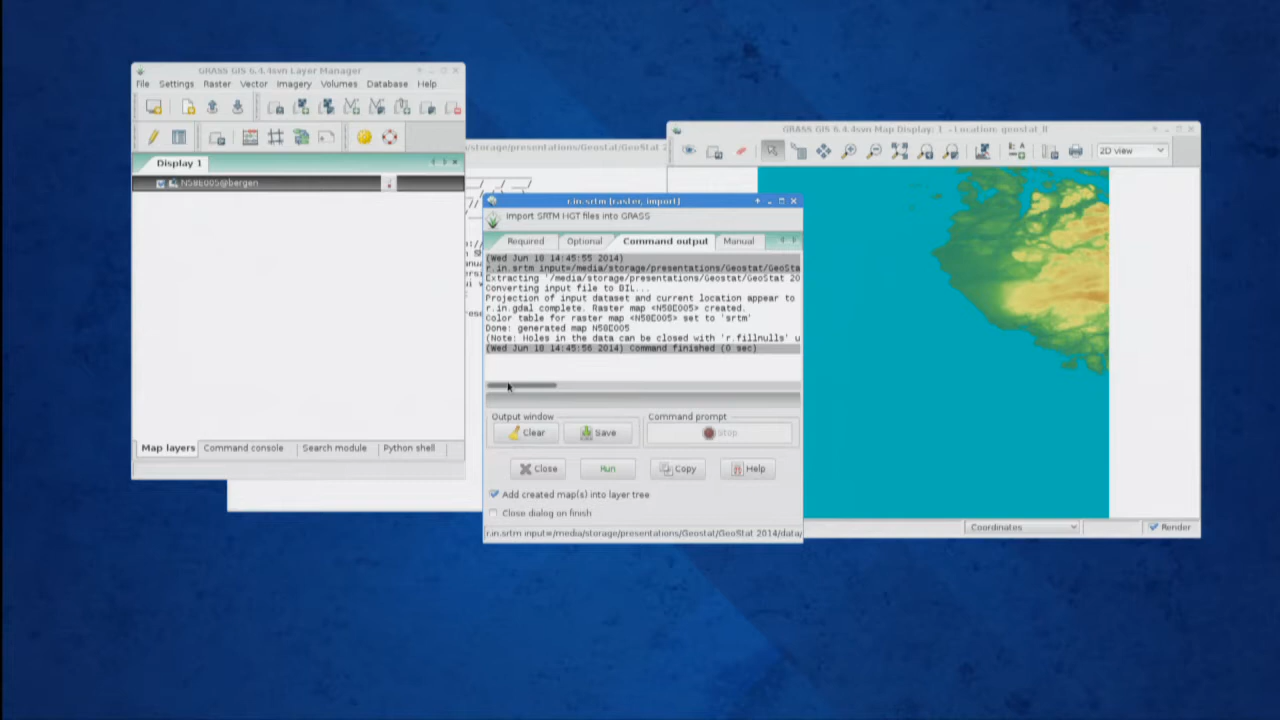 GRASS GIS 6.4.4svn Layer Manager
File Settings Raster Vector Imagery Volumes Database Help
Display 1
N58E005@bergen
Map layers Command console Search module Python shell
/storage/presentations/Geostat/GeoStat 2
GRASS GIS 6.4.4svn Map Display: 1 - Location: geostat_ll
2D view
Coordinates
Render
r.in.srtm [raster, import]
Import SRTM HGT files into GRASS
Required Optional Command output Manual
(Wed Jun 18 14:45:55 2014)
r.in.srtm input=/media/storage/presentations/Geostat/GeoSta
Extracting '/media/storage/presentations/Geostat/GeoStat 20
Converting input file to BIL...
Projection of input dataset and current location appear to
r.in.gdal complete. Raster map <N58E005> created.
Color table for raster map <N58E005> set to 'srtm'
Done: generated map N58E005
(Note: Holes in the data can be closed with 'r.fillnulls' u
(Wed Jun 18 14:45:56 2014) Command finished (0 sec)
Output window Command prompt
Clear Save Stop
Close Run Copy Help
Add created map(s) into layer tree
Close dialog on finish
r.in.srtm input=/media/storage/presentations/Geostat/GeoStat 2014/data/